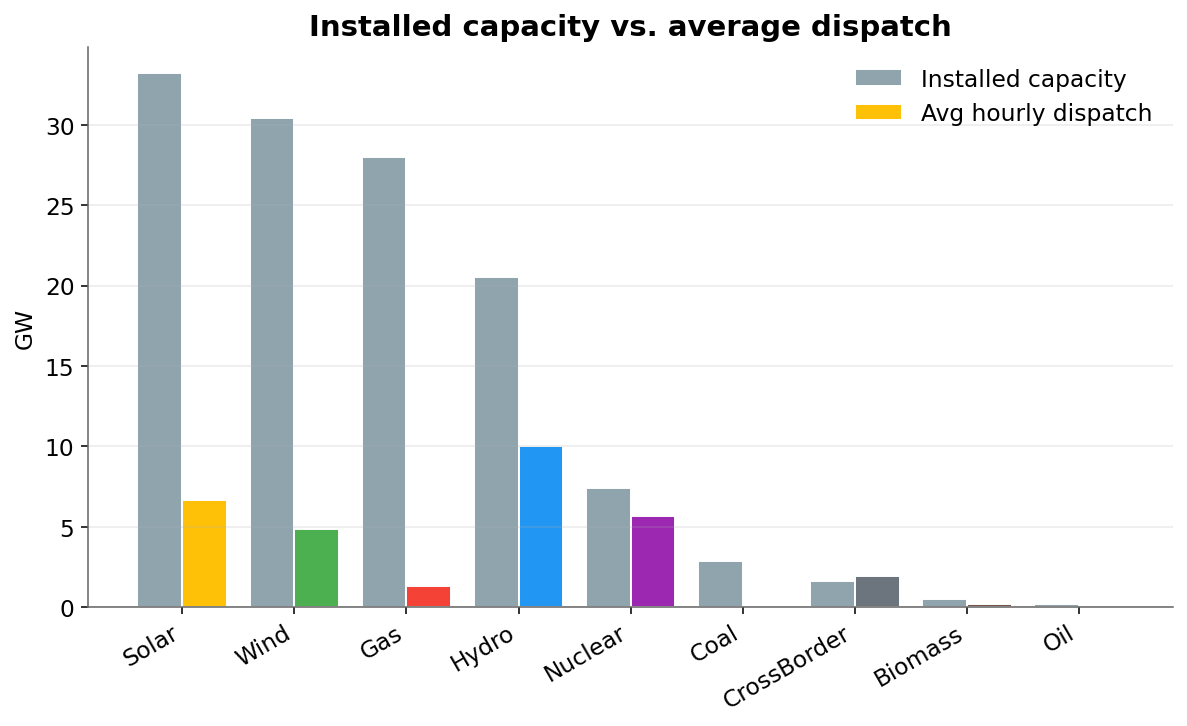 Installed capacity vs. average dispatch
Installed capacity
Avg hourly dispatch
GW
30
25
20
15
10
5
0
Solar
Wind
Gas
Hydro
Nuclear
Coal
CrossBorder
Biomass
Oil